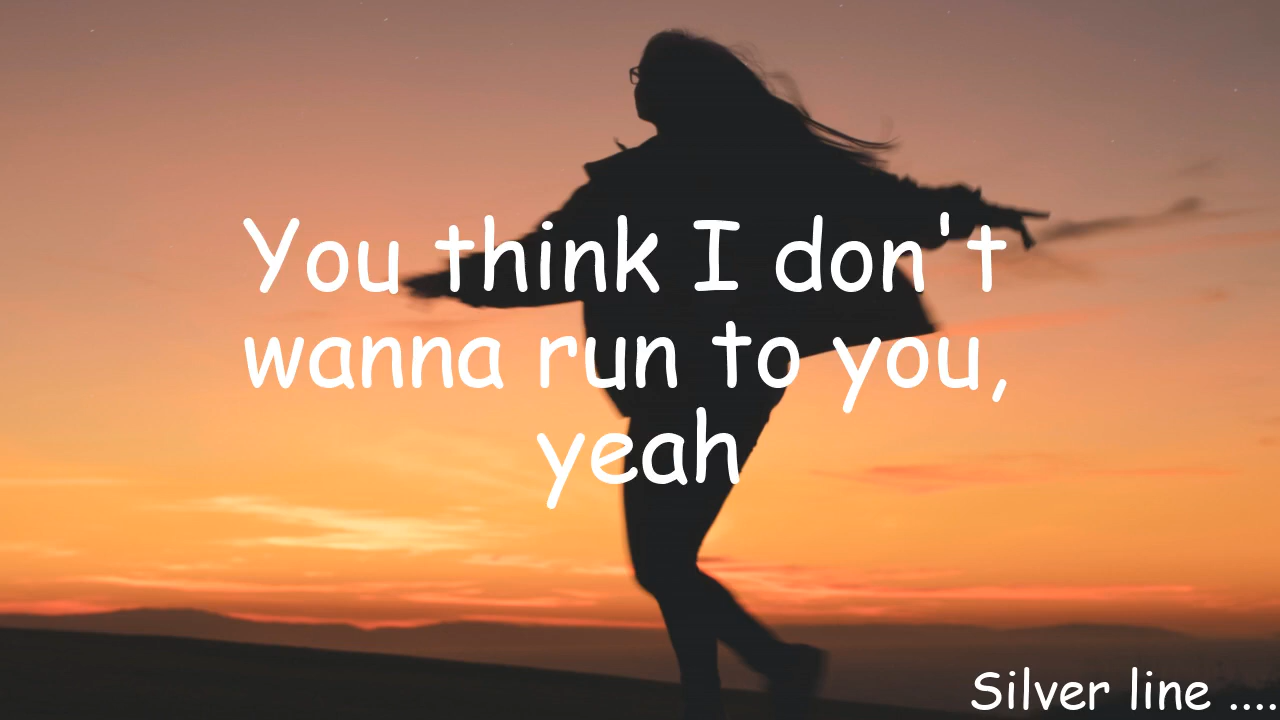 You think I don't
wanna run to you,
yeah
Silver line ....